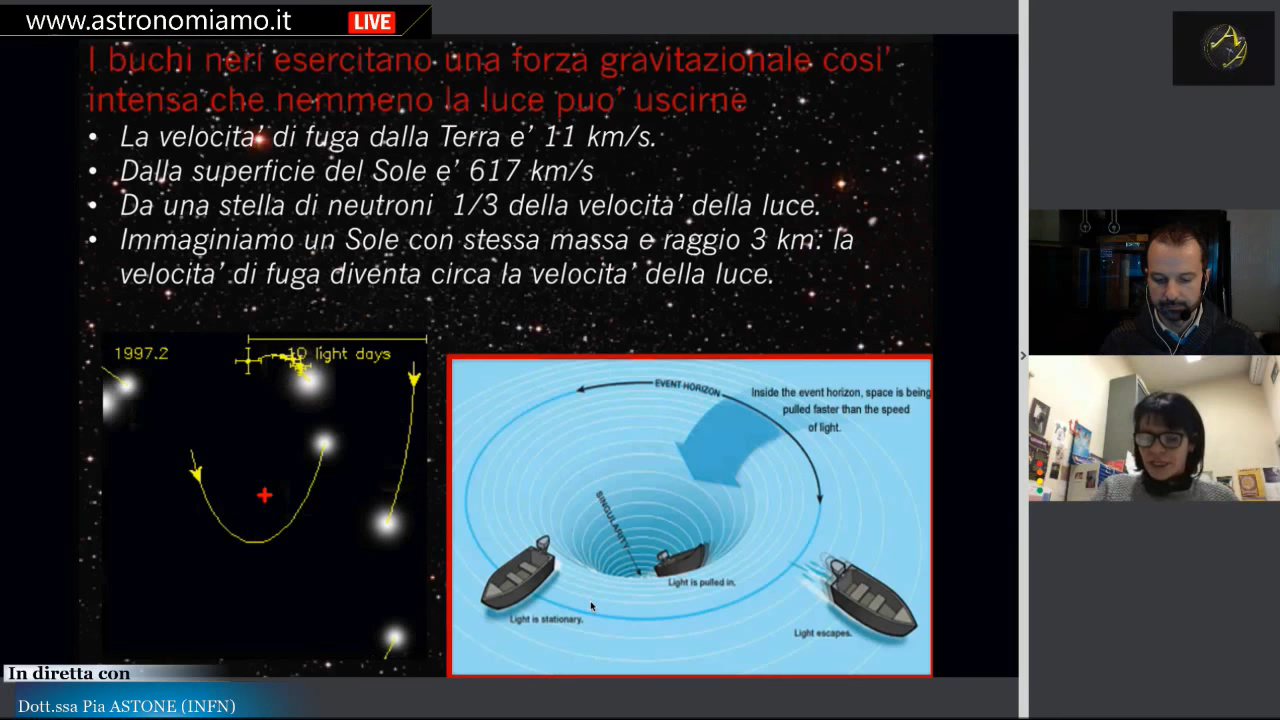 www.astronomiamo.it
LIVE
I buchi neri esercitano una forza gravitazionale cosi'
intensa che nemmeno la luce puo' uscirne
• La velocita' di fuga dalla Terra e' 11 km/s.
• Dalla superficie del Sole e' 617 km/s
• Da una stella di neutroni 1/3 della velocita' della luce.
• Immaginiamo un Sole con stessa massa e raggio 3 km: la
velocita' di fuga diventa circa la velocita' della luce.
1997.2
10 light days
EVENT HORIZON
Inside the event horizon, space is being
pulled faster than the speed
of light.
SINGULARITY
Light is pulled in.
Light is stationary.
Light escapes.
In diretta con
Dott.ssa Pia ASTONE (INFN)